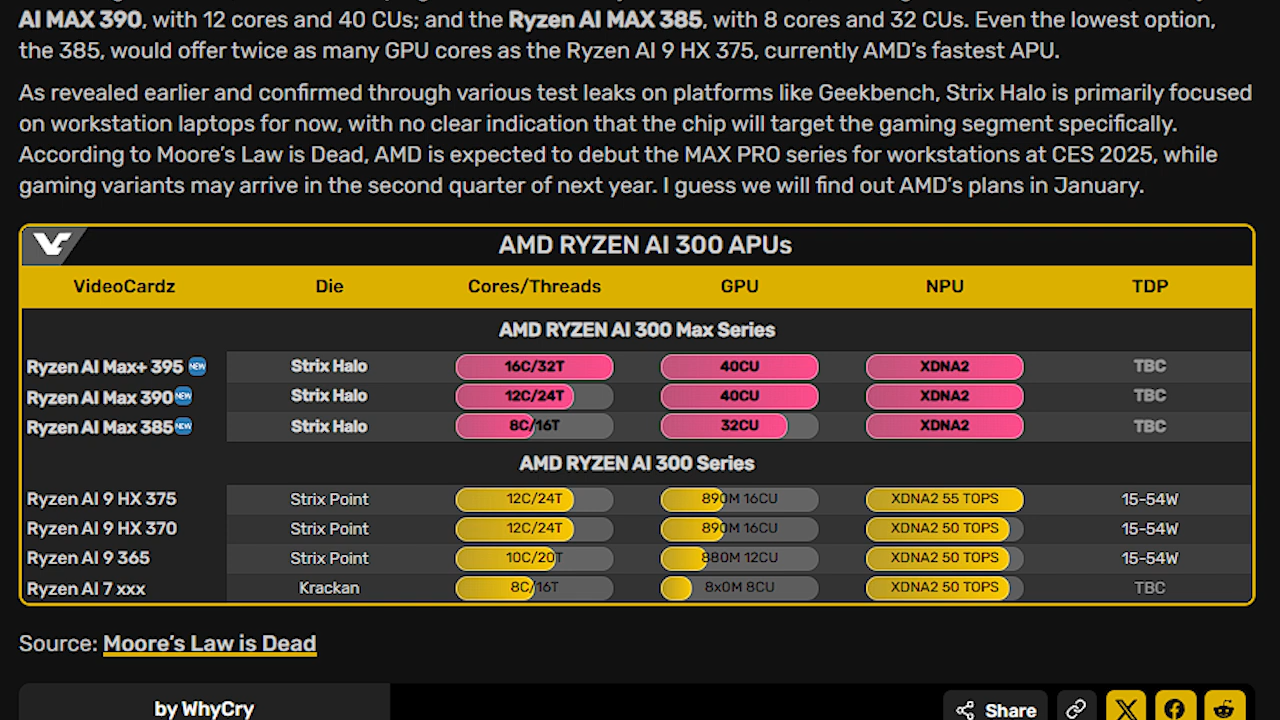 AI MAX 390, with 12 cores and 40 CUs; and the Ryzen AI MAX 385, with 8 cores and 32 CUs. Even the lowest option,
the 385, would offer twice as many GPU cores as the Ryzen AI 9 HX 375, currently AMD's fastest APU.
As revealed earlier and confirmed through various test leaks on platforms like Geekbench, Strix Halo is primarily focused
on workstation laptops for now, with no clear indication that the chip will target the gaming segment specifically.
According to Moore's Law is Dead, AMD is expected to debut the MAX PRO series for workstations at CES 2025, while
gaming variants may arrive in the second quarter of next year. I guess we will find out AMD's plans in January.
AMD RYZEN AI 300 APUs
VideoCardz Die Cores/Threads GPU NPU TDP
AMD RYZEN AI 300 Max Series
Ryzen AI Max+ 395 NEW Strix Halo 16C/32T 40CU XDNA2 TBC
Ryzen AI Max 390 NEW Strix Halo 12C/24T 40CU XDNA2 TBC
Ryzen AI Max 385 NEW Strix Halo 8C/16T 32CU XDNA2 TBC
AMD RYZEN AI 300 Series
Ryzen AI 9 HX 375 Strix Point 12C/24T 890M 16CU XDNA2 55 TOPS 15-54W
Ryzen AI 9 HX 370 Strix Point 12C/24T 890M 16CU XDNA2 50 TOPS 15-54W
Ryzen AI 9 365 Strix Point 10C/20T 880M 12CU XDNA2 50 TOPS 15-54W
Ryzen AI 7 xxx Krackan 8C/16T 8x0M 8CU XDNA2 50 TOPS TBC
Source: Moore's Law is Dead
by WhyCry Share